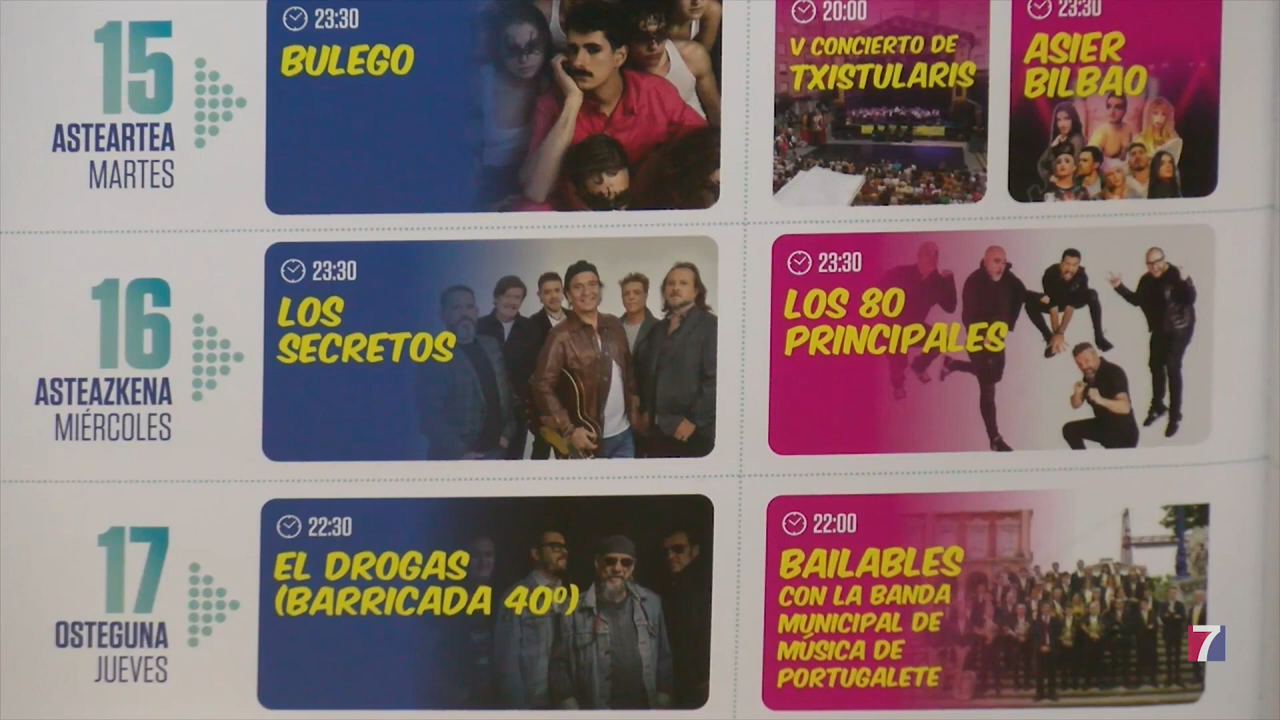 15
ASTEARTEA
MARTES
23:30
BULEGO
20:00
V CONCIERTO DE
TXISTULARIS
23:30
ASIER
BILBAO
16
ASTEAZKENA
MIÉRCOLES
23:30
LOS
SECRETOS
23:30
LOS 80
PRINCIPALES
17
OSTEGUNA
JUEVES
22:30
EL DROGAS
(BARRICADA 40º)
22:00
BAILABLES
CON LA BANDA
MUNICIPAL DE
MÚSICA DE
PORTUGALETE
7